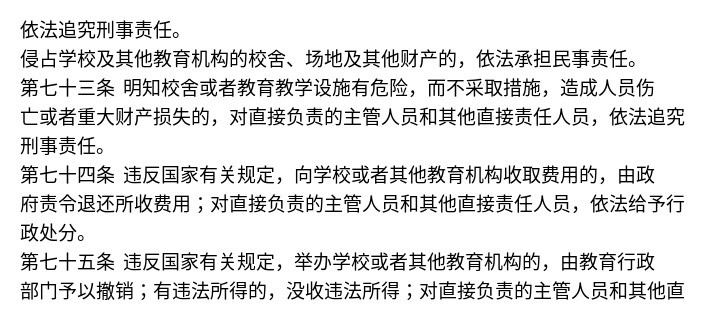 依法追究刑事责任。
侵占学校及其他教育机构的校舍、场地及其他财产的，依法承担民事责任。
第七十三条 明知校舍或者教育教学设施有危险，而不采取措施，造成人员伤
亡或者重大财产损失的，对直接负责的主管人员和其他直接责任人员，依法追究
刑事责任。
第七十四条 违反国家有关规定，向学校或者其他教育机构收取费用的，由政
府责令退还所收费用；对直接负责的主管人员和其他直接责任人员，依法给予行
政处分。
第七十五条 违反国家有关规定，举办学校或者其他教育机构的，由教育行政
部门予以撤销；有违法所得的，没收违法所得；对直接负责的主管人员和其他直